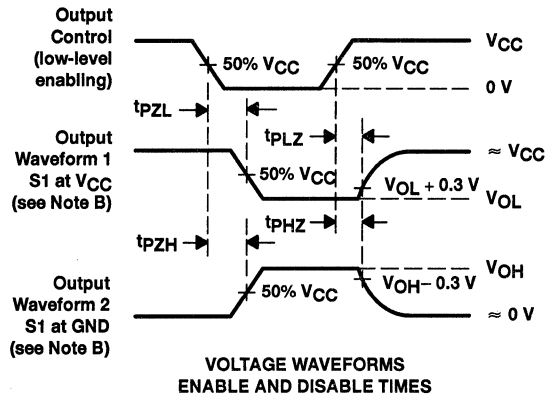 Output
Control
(low-level
enabling)
50% VCC
50% VCC
VCC
0 V
tPZL
tPLZ
Output
Waveform 1
S1 at VCC
(see Note B)
50% VCC
≈ VCC
VOL + 0.3 V
VOL
tPHZ
tPZH
Output
Waveform 2
S1 at GND
(see Note B)
50% VCC
VOH
VOH − 0.3 V
≈ 0 V
VOLTAGE WAVEFORMS
ENABLE AND DISABLE TIMES